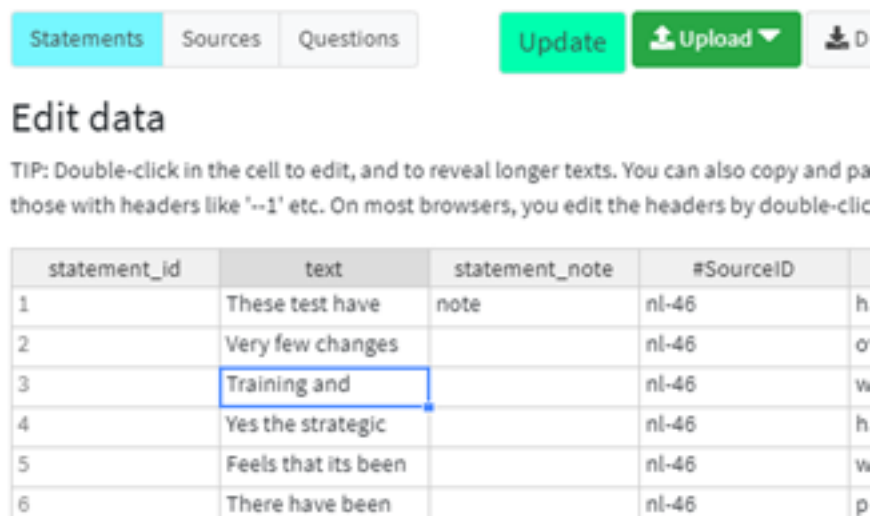 Statements Sources Questions Update Upload
Edit data
TIP: Double-click in the cell to edit, and to reveal longer texts. You can also copy and
those with headers like '--1' etc. On most browsers, you edit the headers by
statement_id text statement_note #SourceID
1 These test have note nl-46
2 Very few changes nl-46
3 Training and nl-46
4 Yes the strategic nl-46
5 Feels that its been nl-46
6 There have been nl-46